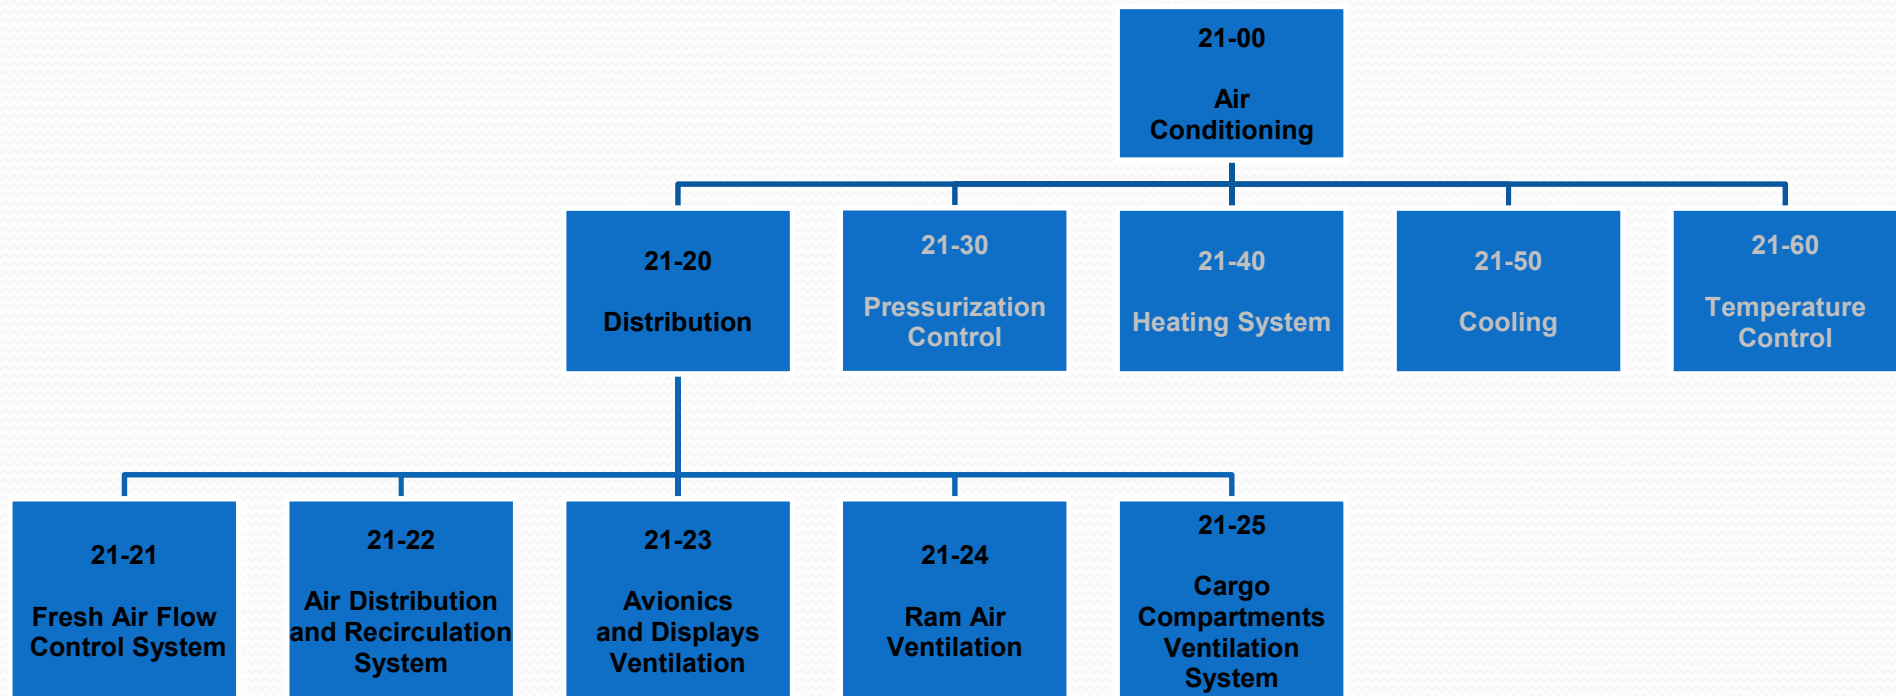 21-00
Air
Conditioning
21-20
Distribution
21-30
Pressurization
Control
21-40
Heating System
21-50
Cooling
21-60
Temperature
Control
21-21
Fresh Air Flow
Control System
21-22
Air Distribution
and Recirculation
System
21-23
Avionics
and Displays
Ventilation
21-24
Ram Air
Ventilation
21-25
Cargo
Compartments
Ventilation
System